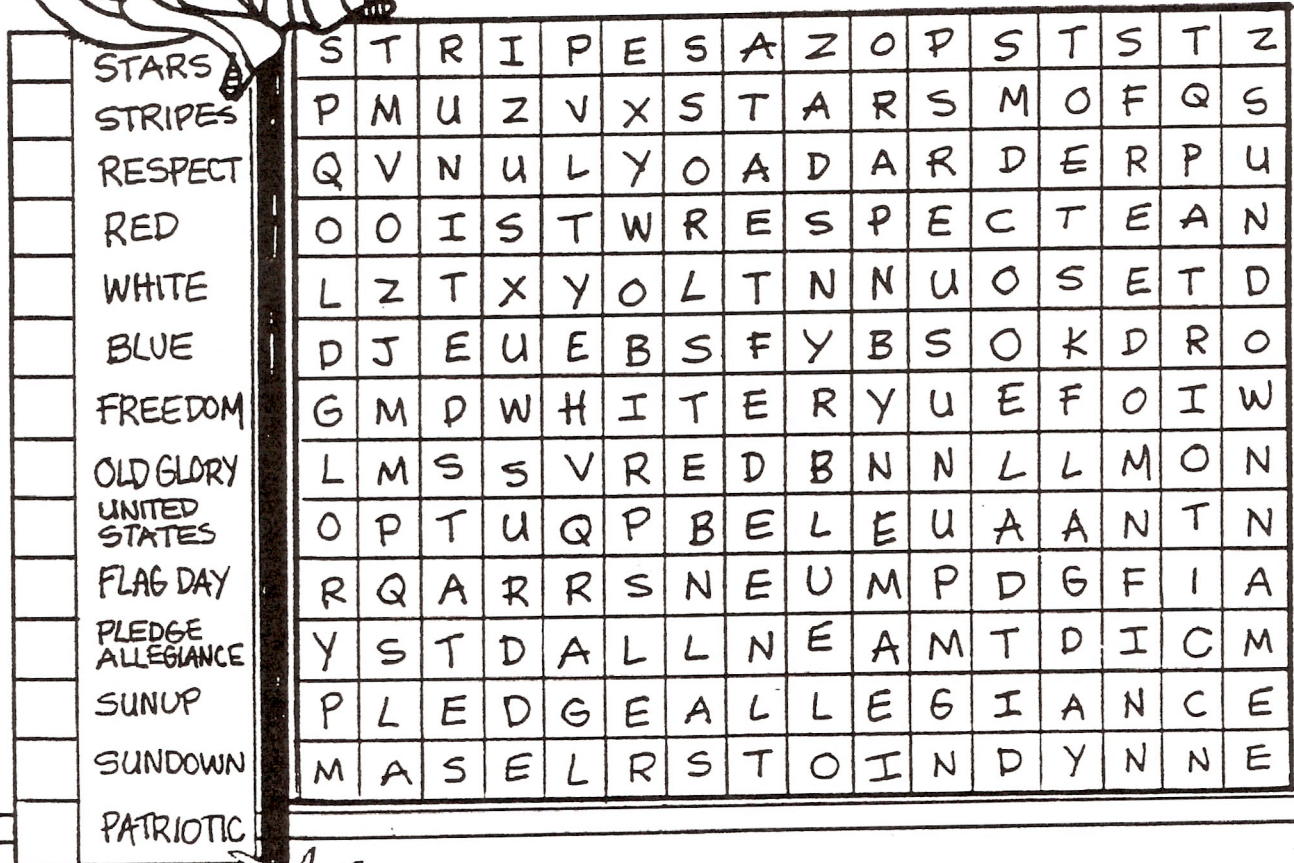 STARS
STRIPES
RESPECT
RED
WHITE
BLUE
FREEDOM
OLD GLORY
UNITED
STATES
FLAG DAY
PLEDGE
ALLEGIANCE
SUNUP
SUNDOWN
PATRIOTIC
S T R I P E S A Z O P S T S T Z
P M U Z V X S T A R S M O F Q S
Q V N U L Y O A D A R D E R P U
O O I S T W R E S P E C T E A N
L Z T X Y O L T N N U O S E T D
D J E U E B S F Y B S O K D R O
G M D W H I T E R Y U E F O I W
L M S S V R E D B N N L L M O N
O P T U Q P B E L E U A A N T N
R Q A R R S N E U M P D G F I A
Y S T D A L L N E A M T D I C M
P L E D G E A L L E G I A N C E
M A S E L R S T O I N D Y N N E